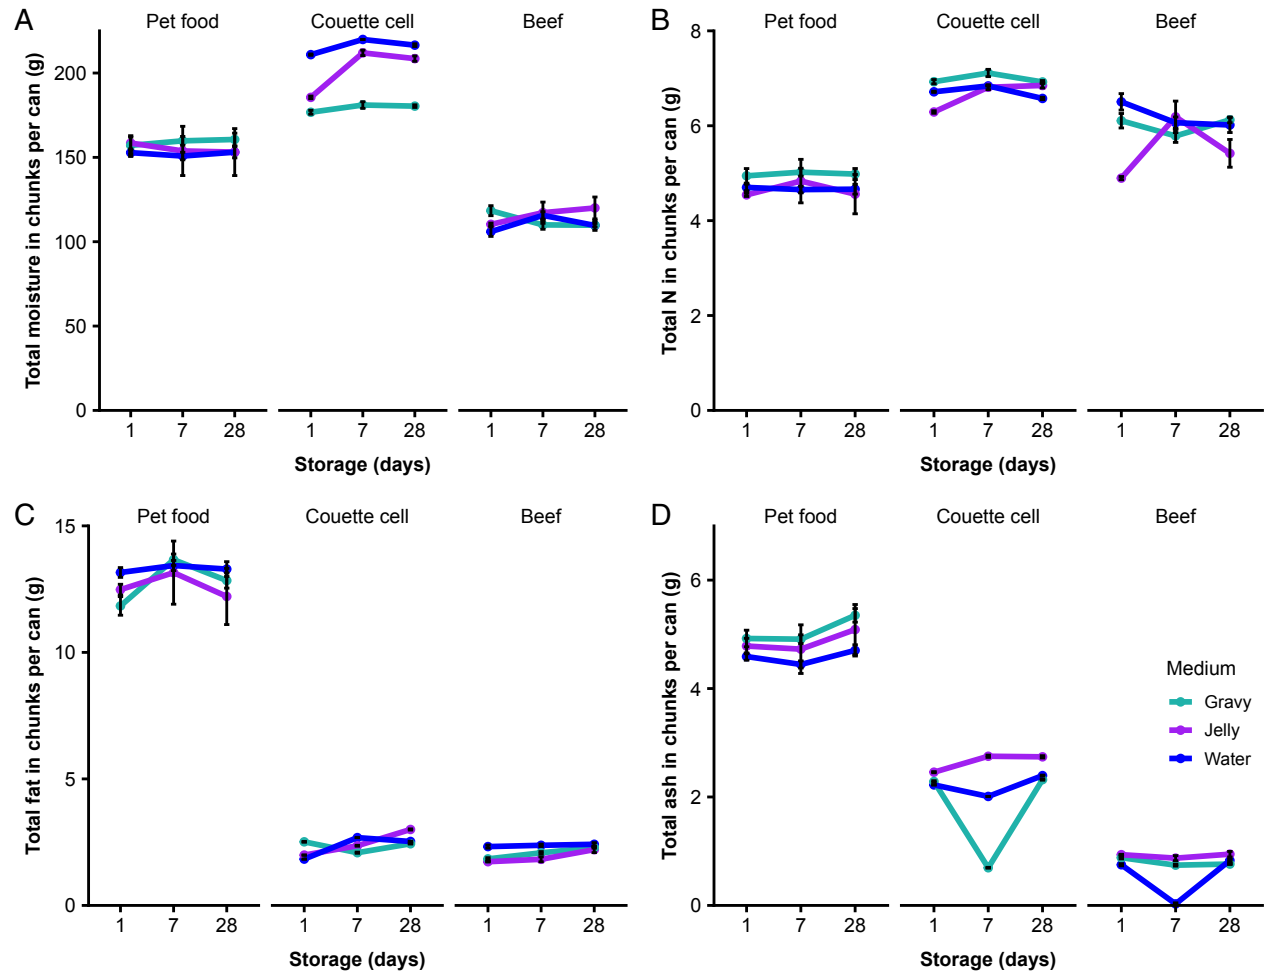 A
Pet food
Couette cell
Beef
Total moisture in chunks per can (g)
200
150
100
50
0
1 7 28
1 7 28
1 7 28
Storage (days)
B
Pet food
Couette cell
Beef
Total N in chunks per can (g)
8
6
4
2
0
1 7 28
1 7 28
1 7 28
Storage (days)
C
Pet food
Couette cell
Beef
Total fat in chunks per can (g)
15
10
5
0
1 7 28
1 7 28
1 7 28
Storage (days)
D
Pet food
Couette cell
Beef
Total ash in chunks per can (g)
6
4
2
0
1 7 28
1 7 28
1 7 28
Storage (days)
Medium
Gravy
Jelly
Water